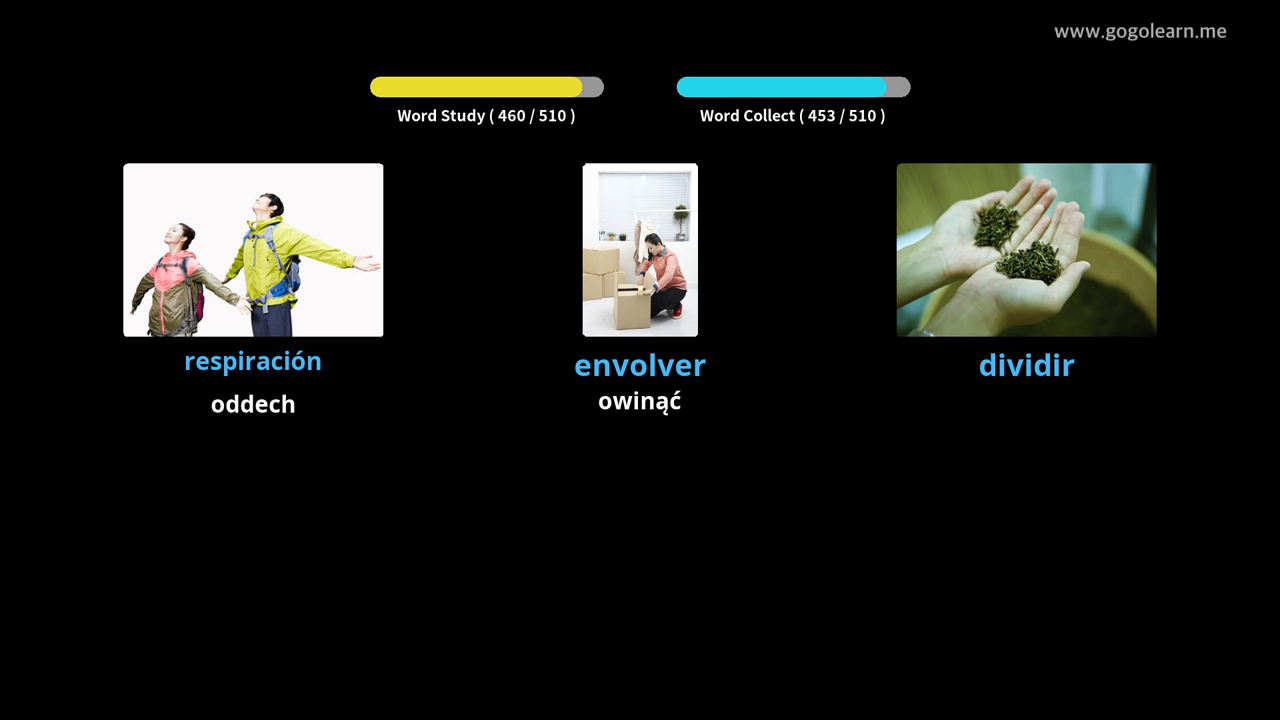 www.gogolearn.me
Word Study ( 460 / 510 )
Word Collect ( 453 / 510 )
respiración
oddech
envolver
owinąć
dividir